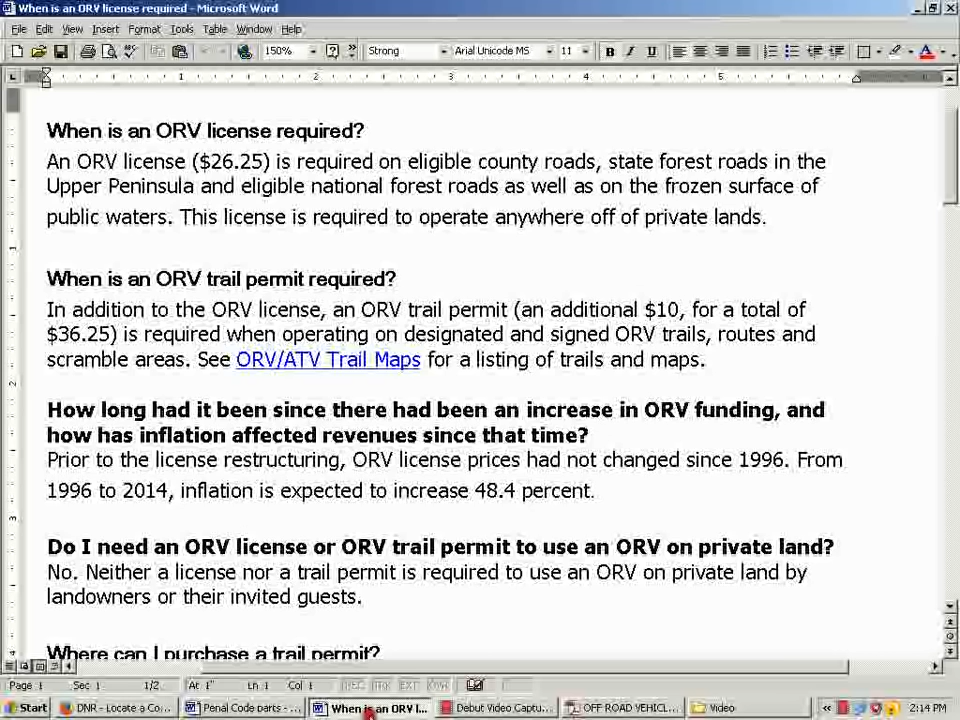 When is an ORV license required - Microsoft Word
File Edit View Insert Format Tools Table Window Help
150% Strong Arial Unicode MS 11 B I U A
1 2 3 4 5
When is an ORV license required?
An ORV license ($26.25) is required on eligible county roads, state forest roads in the
Upper Peninsula and eligible national forest roads as well as on the frozen surface of
public waters. This license is required to operate anywhere off of private lands.
When is an ORV trail permit required?
In addition to the ORV license, an ORV trail permit (an additional $10, for a total of
$36.25) is required when operating on designated and signed ORV trails, routes and
scramble areas. See ORV/ATV Trail Maps for a listing of trails and maps.
How long had it been since there had been an increase in ORV funding, and
how has inflation affected revenues since that time?
Prior to the license restructuring, ORV license prices had not changed since 1996. From
1996 to 2014, inflation is expected to increase 48.4 percent.
Do I need an ORV license or ORV trail permit to use an ORV on private land?
No. Neither a license nor a trail permit is required to use an ORV on private land by
landowners or their invited guests.
Where can I purchase a trail permit?
Page 1 Sec 1 1/2 At 1" Ln 1 Col 1 REC TRK EXT OVR
Start DNR - Locate a Co... Penal Code parts - ... When is an ORV l... Debut Video Captu... OFF ROAD VEHICL... Video 2:14 PM